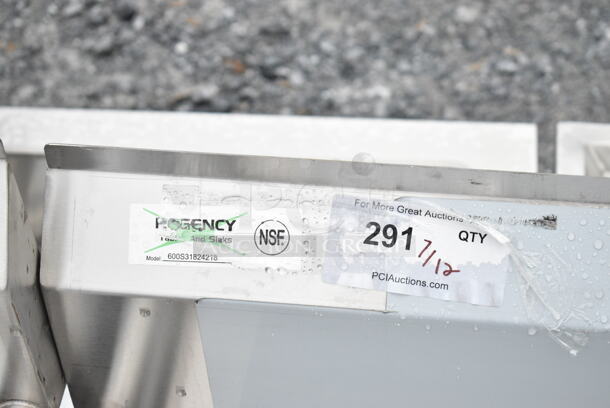 REGENCY
Tables And Sinks
NSF.
Model 600S31824218
For More Great Auctions
291
QTY
7/12
PCIAuctions.com